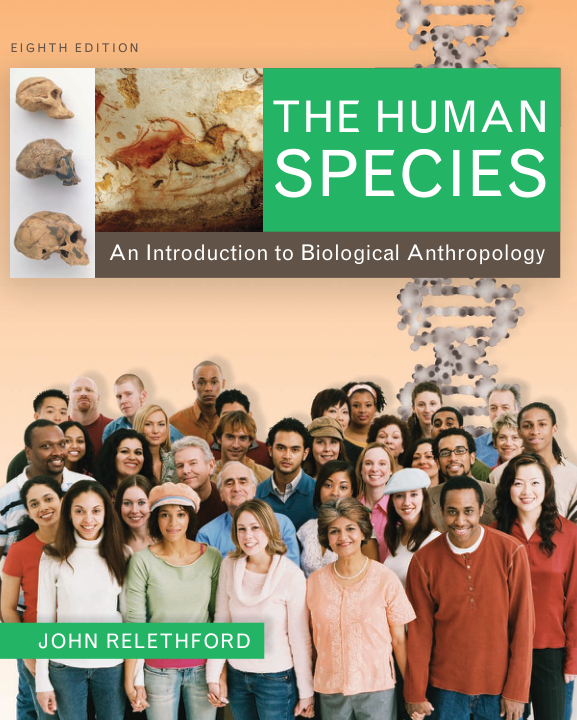 EIGHTH EDITION
THE HUMAN
SPECIES
An Introduction to Biological Anthropology
JOHN RELETHFORD